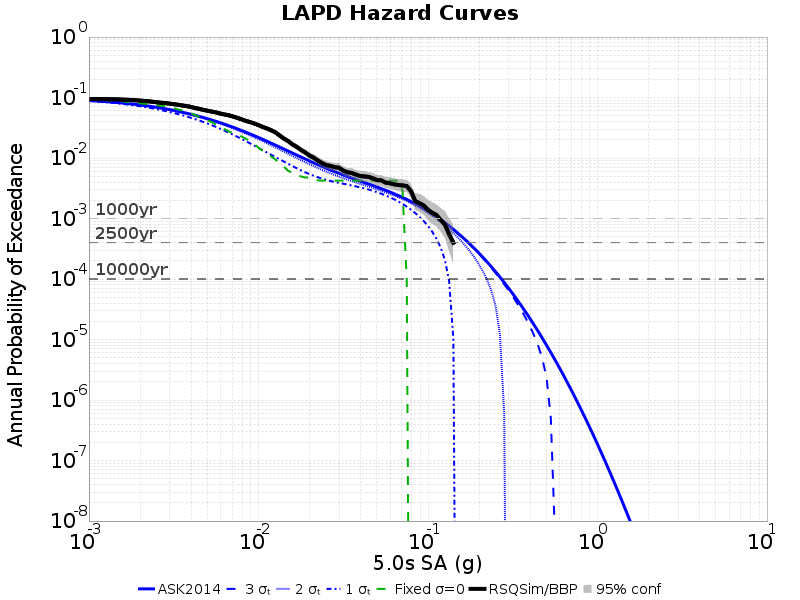 LAPD Hazard Curves
10⁰
10⁻¹
10⁻²
10⁻³
10⁻⁴
10⁻⁵
10⁻⁶
10⁻⁷
10⁻⁸
Annual Probability of Exceedance
1000yr
2500yr
10000yr
10⁻³ 10⁻² 10⁻¹ 10⁰ 10¹
5.0s SA (g)
ASK2014 3 σₜ 2 σₜ 1 σₜ Fixed σ=0 RSQSim/BBP 95% conf